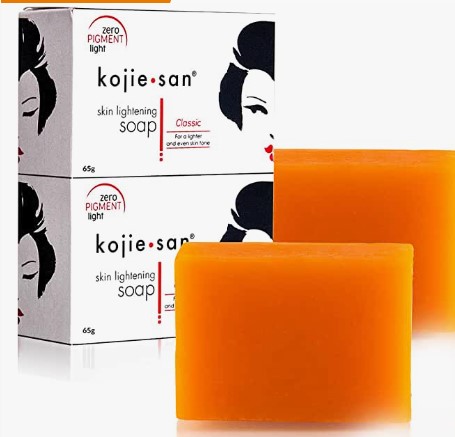 zero
PIGMENT
light
kojie•san®
skin lightening
soap
Classic
For a lighter
and even skin tone
65g
zero
PIGMENT
light
kojie•san
skin lightening
soap
and
65g